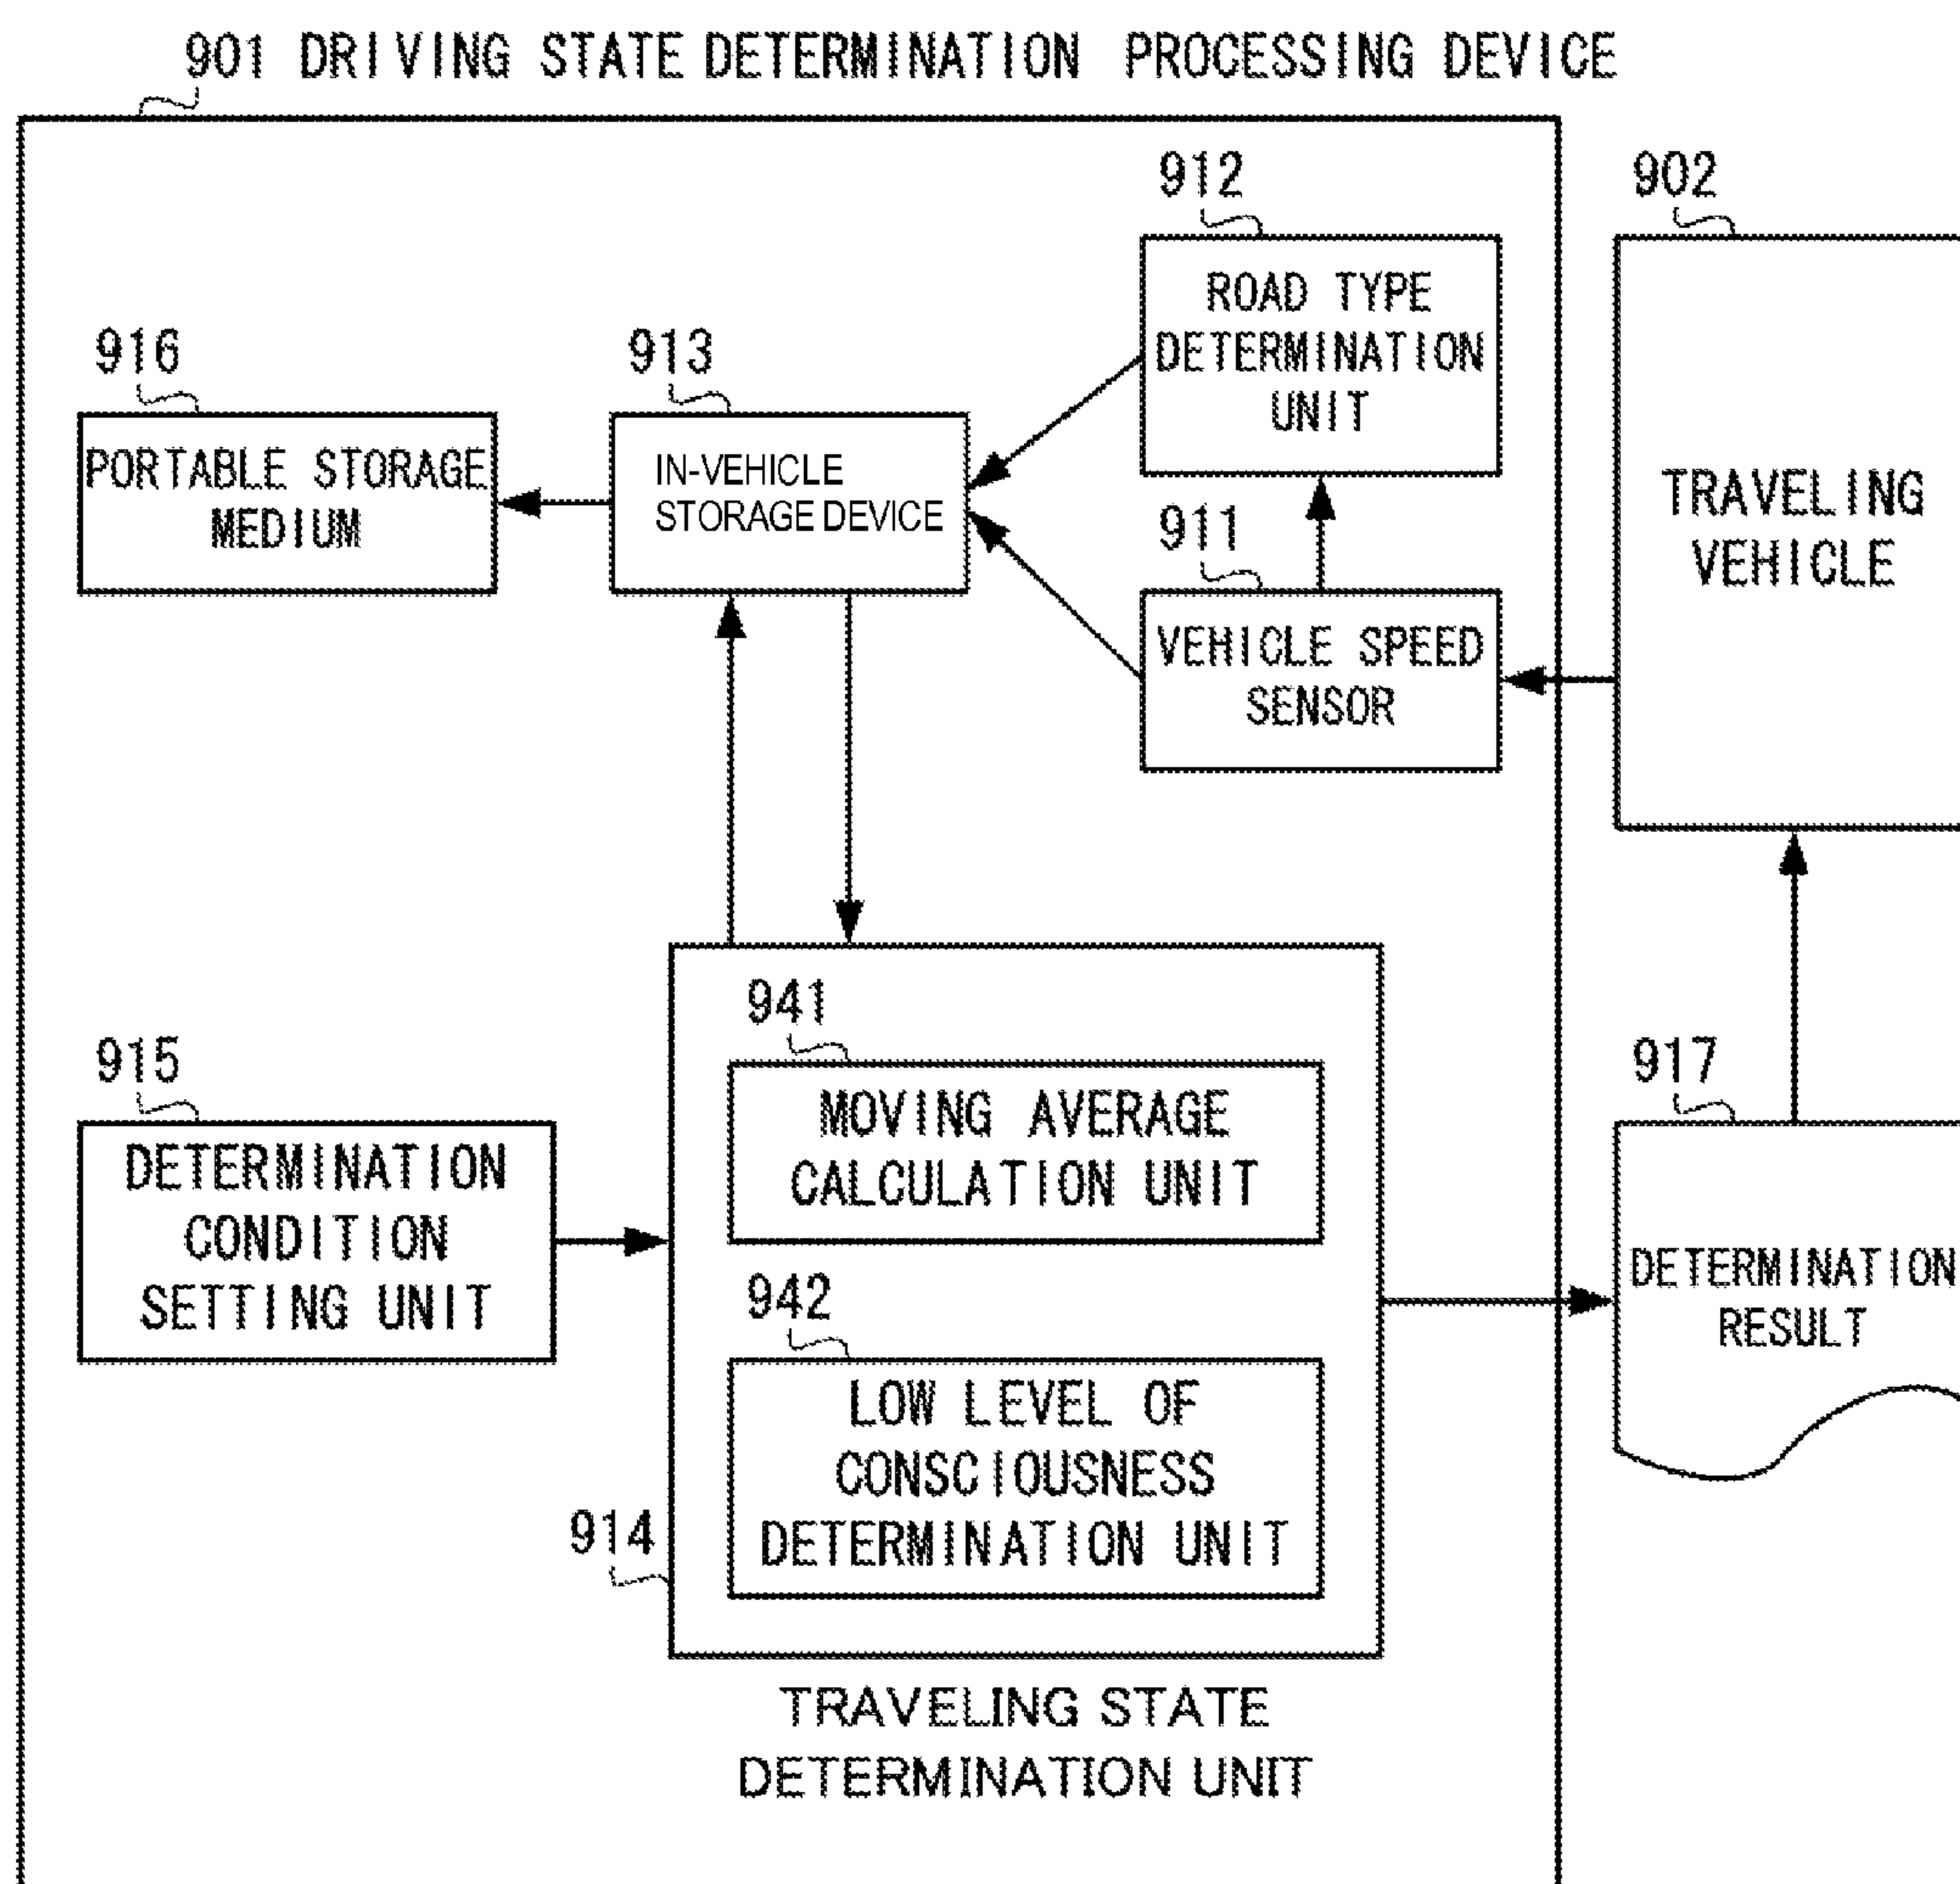 901 DRIVING STATE DETERMINATION PROCESSING DEVICE
912
ROAD TYPE
DETERMINATION
UNIT
902
TRAVELING
VEHICLE
916
PORTABLE STORAGE
MEDIUM
913
IN-VEHICLE
STORAGE DEVICE
911
VEHICLE SPEED
SENSOR
915
DETERMINATION
CONDITION
SETTING UNIT
941
MOVING AVERAGE
CALCULATION UNIT
942
LOW LEVEL OF
CONSCIOUSNESS
DETERMINATION UNIT
914
TRAVELING STATE
DETERMINATION UNIT
917
DETERMINATION
RESULT